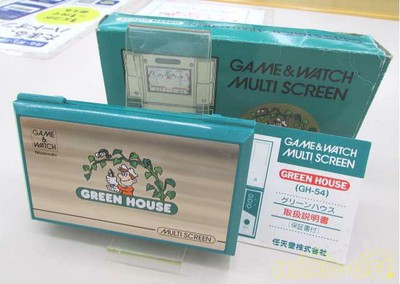 GAME & WATCH
MULTI SCREEN
GAME &
WATCH
Nintendo
GREEN HOUSE
MULTI SCREEN
GAME & WATCH
MULTI SCREEN
GREEN HOUSE
(GH-54)
グリーンハウス
取扱説明書
保証書付
任天堂株式会社